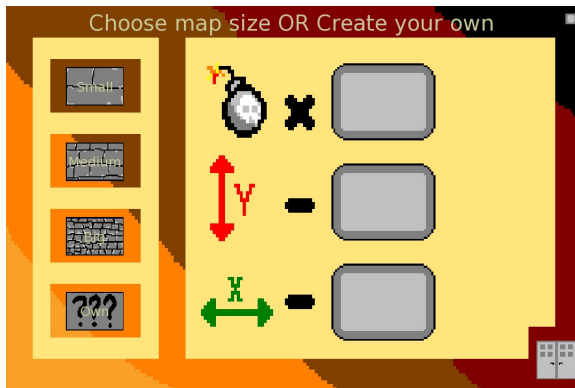 Choose map size OR Create your own
Small
Medium
Big
???
Own
Y
X